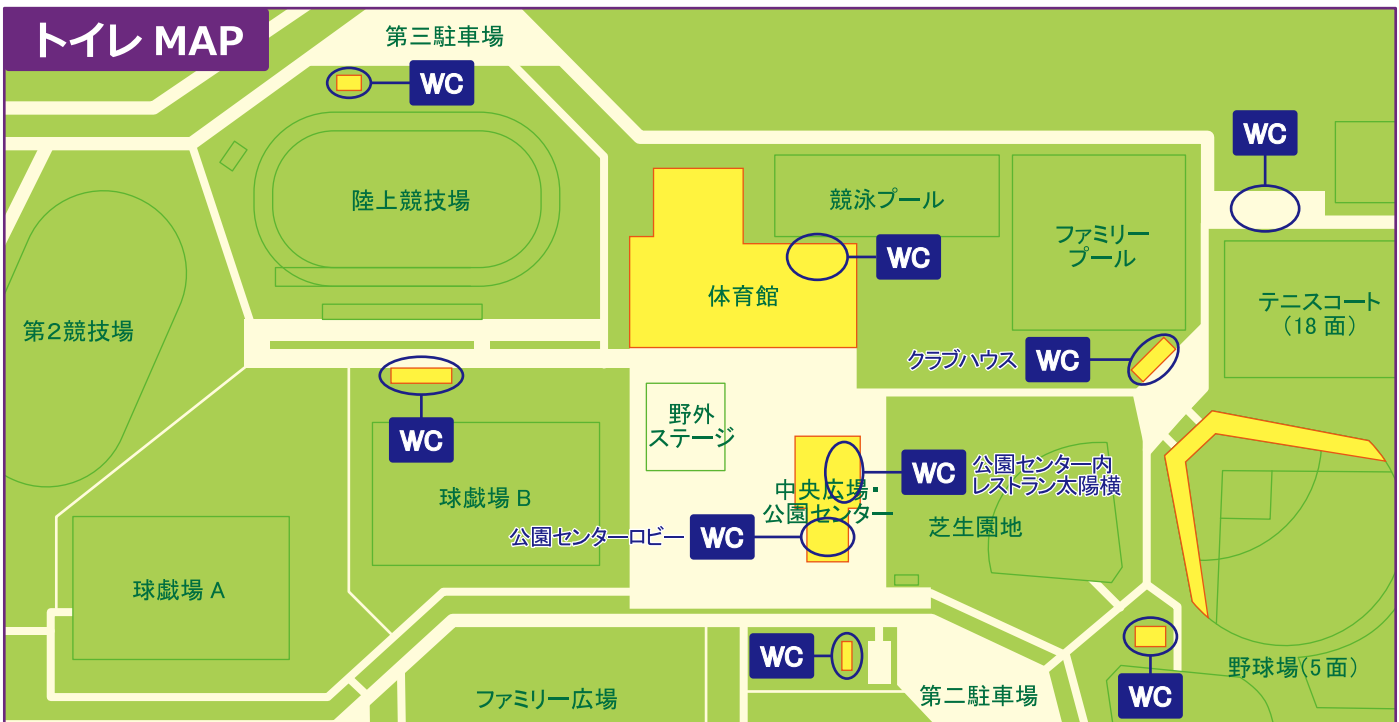 トイレ MAP
第三駐車場
WC
WC
陸上競技場
競泳プール
ファミリー
プール
WC
体育館
テニスコート
（18 面）
第2競技場
クラブハウス
WC
野外
ステージ
WC
WC
公園センター内
レストラン太陽横
中央広場・
公園センター
球戯場 B
芝生園地
公園センターロビー
WC
球戯場 A
WC
野球場（5 面）
WC
ファミリー広場
第二駐車場